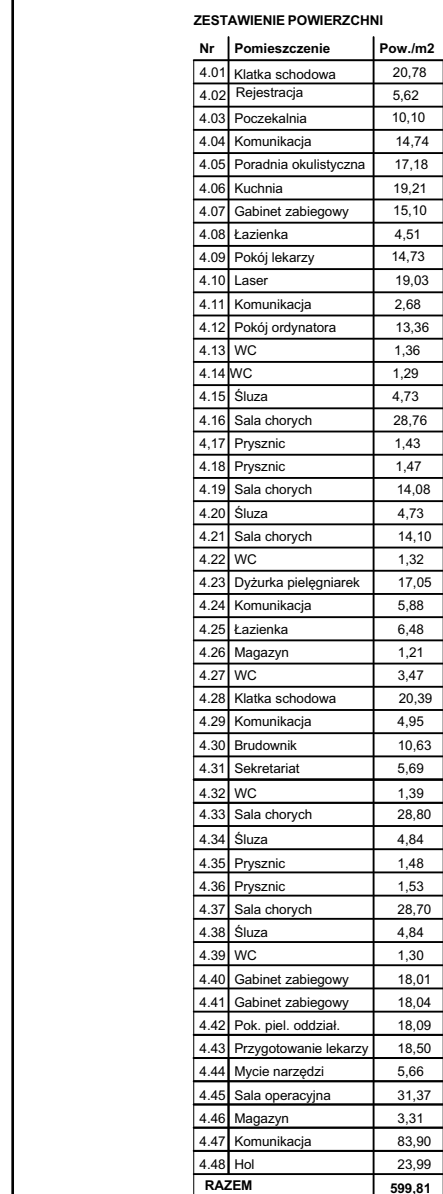 ZESTAWIENIE POWIERZCHNI
Nr Pomieszczenie Pow./m2
4.01 Klatka schodowa 20,78
4.02 Rejestracja 5,62
4.03 Poczekalnia 10,10
4.04 Komunikacja 14,74
4.05 Poradnia okulistyczna 17,18
4.06 Kuchnia 19,21
4.07 Gabinet zabiegowy 15,10
4.08 Łazienka 4,51
4.09 Pokój lekarzy 14,73
4.10 Laser 19,03
4.11 Komunikacja 2,68
4.12 Pokój ordynatora 13,36
4.13 WC 1,36
4.14 WC 1,29
4.15 Śluza 4,73
4.16 Sala chorych 28,76
4,17 Prysznic 1,43
4.18 Prysznic 1,47
4.19 Sala chorych 14,08
4.20 Śluza 4,73
4.21 Sala chorych 14,10
4.22 WC 1,32
4.23 Dyżurka pielęgniarek 17,05
4.24 Komunikacja 5,88
4.25 Łazienka 6,48
4.26 Magazyn 1,21
4.27 WC 3,47
4.28 Klatka schodowa 20,39
4.29 Komunikacja 4,95
4.30 Brudownik 10,63
4.31 Sekretariat 5,69
4.32 WC 1,39
4.33 Sala chorych 28,80
4.34 Śluza 4,84
4.35 Prysznic 1,48
4.36 Prysznic 1,53
4.37 Sala chorych 28,70
4.38 Śluza 4,84
4.39 WC 1,30
4.40 Gabinet zabiegowy 18,01
4.41 Gabinet zabiegowy 18,04
4.42 Pok. piel. oddział. 18,09
4.43 Przygotowanie lekarzy 18,50
4.44 Mycie narzędzi 5,66
4.45 Sala operacyjna 31,37
4.46 Magazyn 3,31
4.47 Komunikacja 83,90
4.48 Hol 23,99
RAZEM 599,81